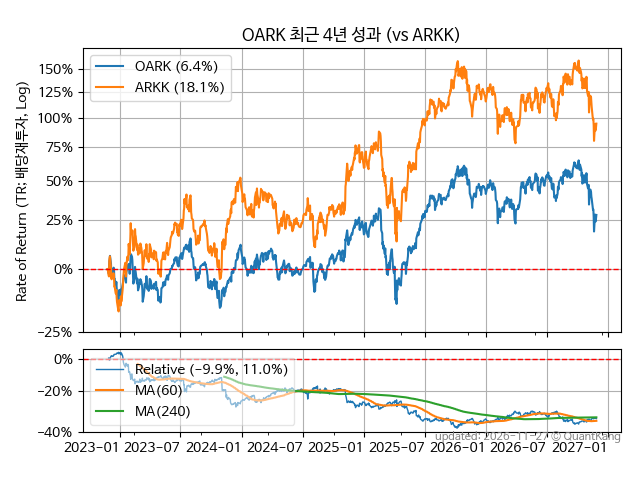 OARK 최근 4년 성과 (vs ARKK)
Rate of Return (TR: 배당재투자, Log)
150%
125%
100%
75%
50%
25%
0%
−25%
OARK (6.4%)
ARKK (18.1%)
0%
−20%
−40%
Relative (−9.9%, 11.0%)
MA(60)
MA(240)
updated: 2026−11−27 © QuantKang
2023−01 2023−07 2024−01 2024−07 2025−01 2025−07 2026−01 2026−07 2027−01